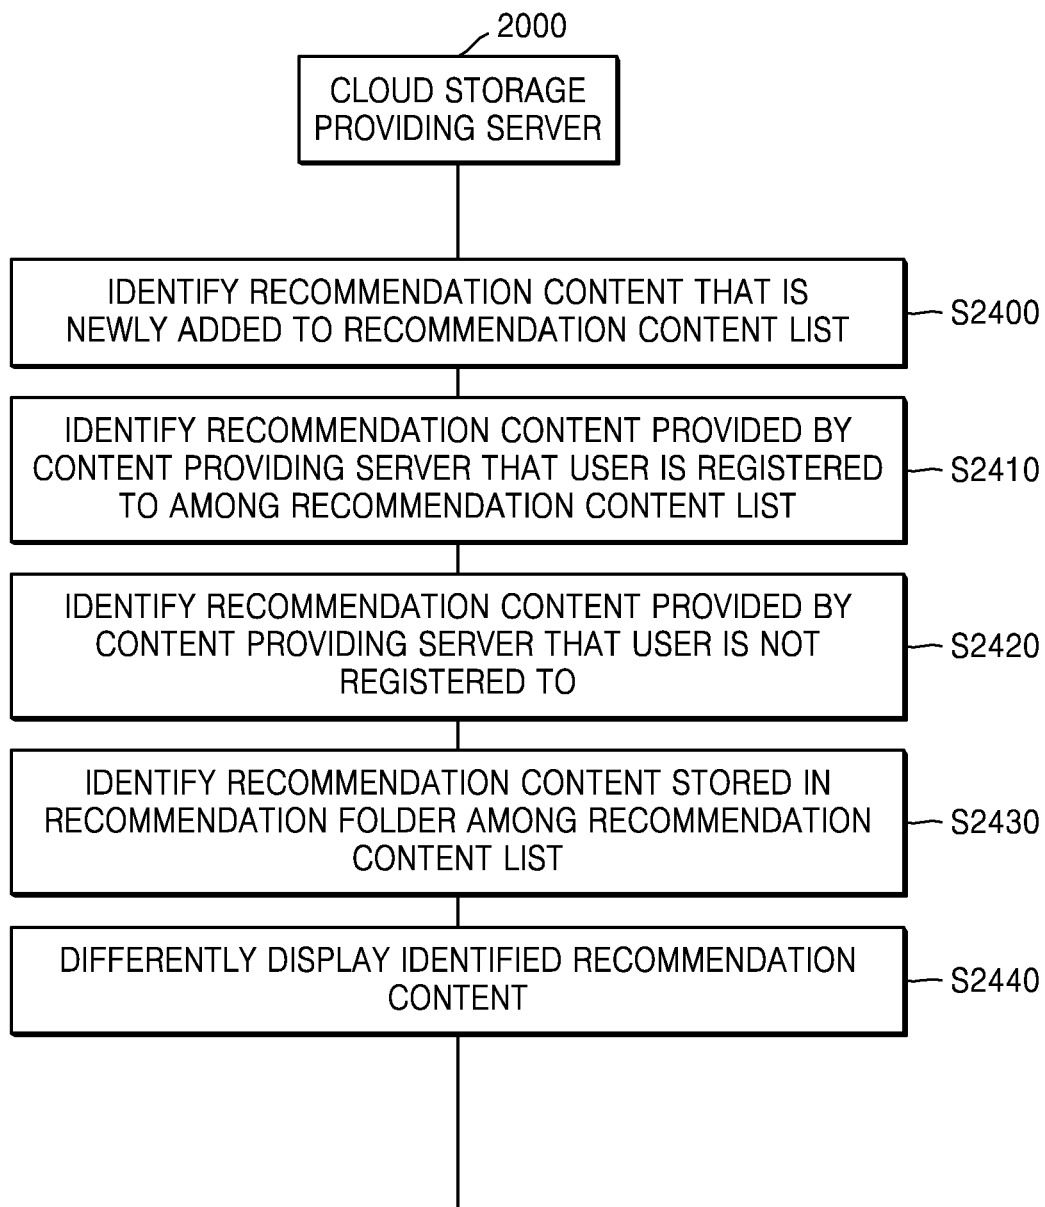 2000
CLOUD STORAGE
PROVIDING SERVER
IDENTIFY RECOMMENDATION CONTENT THAT IS
NEWLY ADDED TO RECOMMENDATION CONTENT LIST
S2400
IDENTIFY RECOMMENDATION CONTENT PROVIDED BY
CONTENT PROVIDING SERVER THAT USER IS REGISTERED
TO AMONG RECOMMENDATION CONTENT LIST
S2410
IDENTIFY RECOMMENDATION CONTENT PROVIDED BY
CONTENT PROVIDING SERVER THAT USER IS NOT
REGISTERED TO
S2420
IDENTIFY RECOMMENDATION CONTENT STORED IN
RECOMMENDATION FOLDER AMONG RECOMMENDATION
CONTENT LIST
S2430
DIFFERENTLY DISPLAY IDENTIFIED RECOMMENDATION
CONTENT
S2440